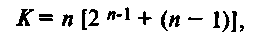 K = n [2 ⁿ⁻¹ + (n − 1)],